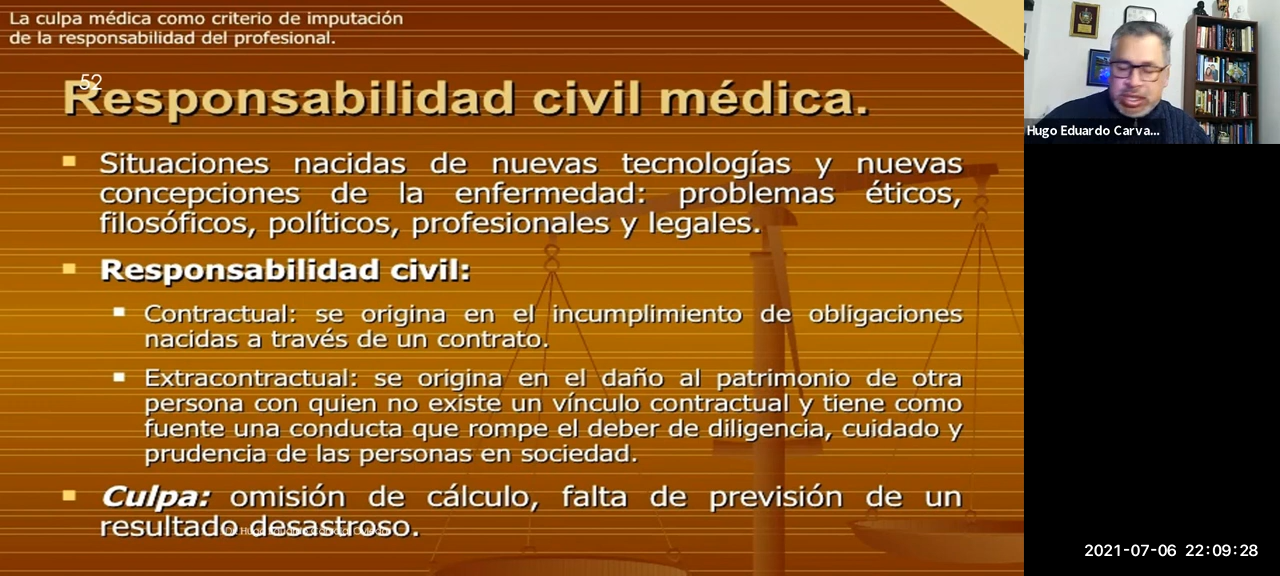 La culpa médica como criterio de imputación
de la responsabilidad del profesional.
52
Responsabilidad civil médica.
Situaciones nacidas de nuevas tecnologías y nuevas
concepciones de la enfermedad: problemas éticos,
filosóficos, políticos, profesionales y legales.
Responsabilidad civil:
Contractual: se origina en el incumplimiento de obligaciones
nacidas a través de un contrato.
Extracontractual: se origina en el daño al patrimonio de otra
persona con quien no existe un vínculo contractual y tiene como
fuente una conducta que rompe el deber de diligencia, cuidado y
prudencia de las personas en sociedad.
Culpa: omisión de cálculo, falta de previsión de un
resultado desastroso.
Hugo Eduardo Carva...
2021-07-06 22:09:28